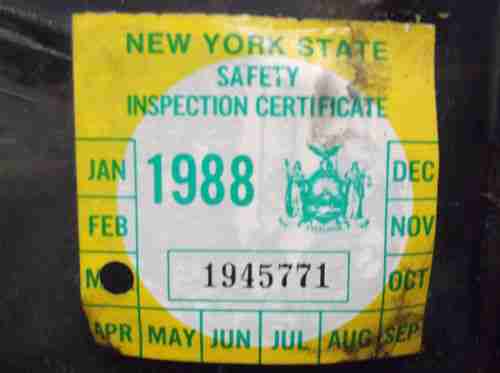 NEW YORK STATE
SAFETY
INSPECTION CERTIFICATE
JAN 1988 DEC
FEB NOV
M 1945771 OCT
APR MAY JUN JUL AUG SEP